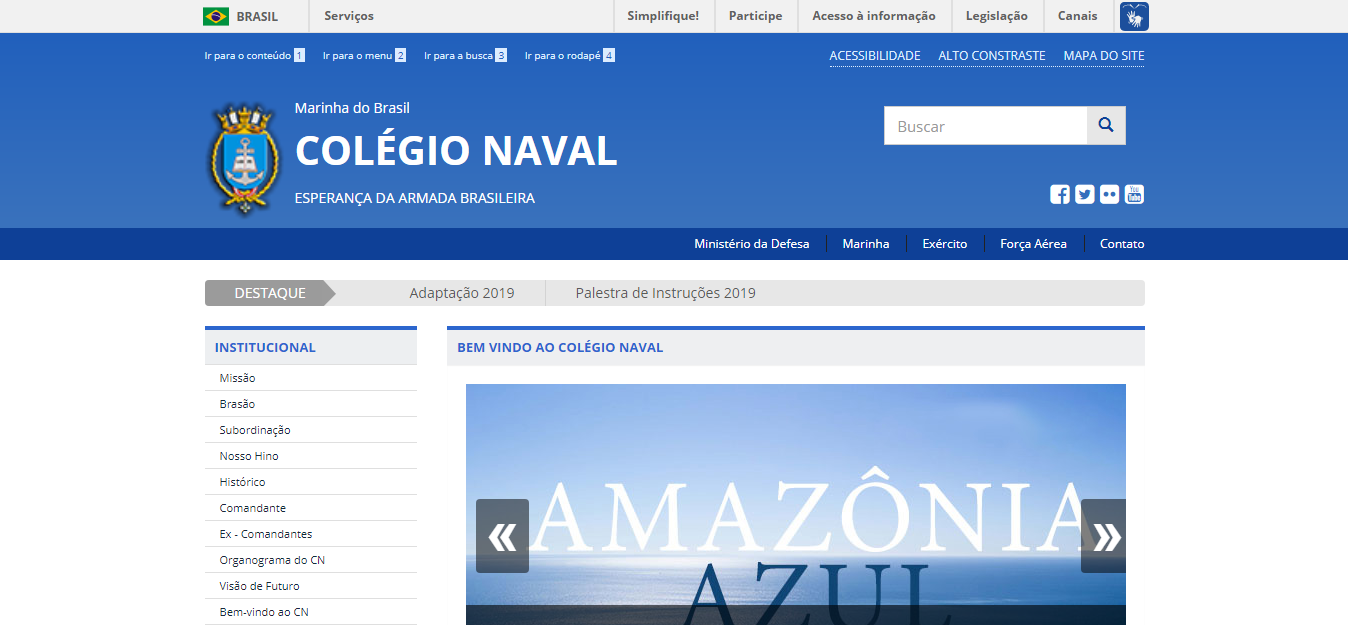 BRASIL Serviços Simplifique! Participe Acesso à informação Legislação Canais
Ir para o conteúdo 1 Ir para o menu 2 Ir para a busca 3 Ir para o rodapé 4 ACESSIBILIDADE ALTO CONSTRASTE MAPA DO SITE
Marinha do Brasil
COLÉGIO NAVAL
Buscar
ESPERANÇA DA ARMADA BRASILEIRA
You Tube
Ministério da Defesa Marinha Exército Força Aérea Contato
DESTAQUE Adaptação 2019 Palestra de Instruções 2019
INSTITUCIONAL
Missão
Brasão
Subordinação
Nosso Hino
Histórico
Comandante
Ex - Comandantes
Organograma do CN
Visão de Futuro
Bem-vindo ao CN
BEM VINDO AO COLÉGIO NAVAL
AMAZÔNIA
AZUL